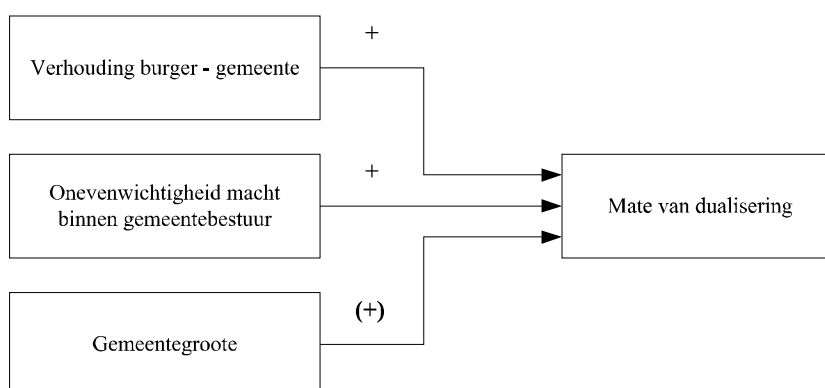 +
Verhouding burger - gemeente
+
Onevenwichtigheid macht
binnen gemeentebestuur
Mate van dualisering
(+)
Gemeentegroote